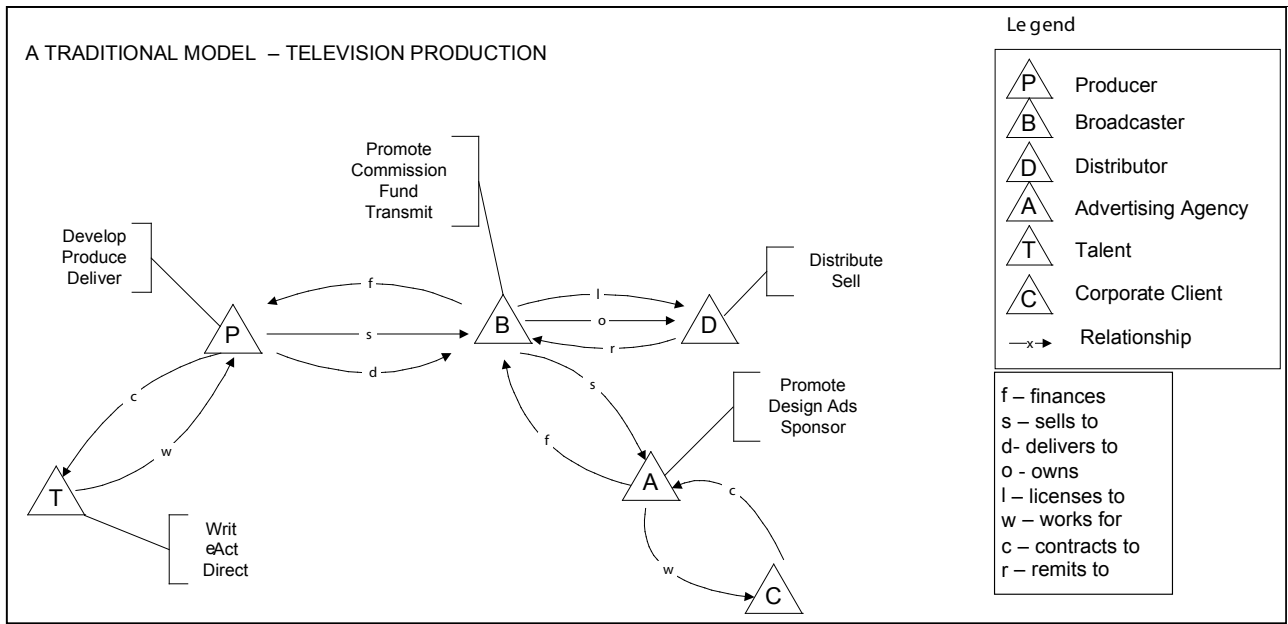 A TRADITIONAL MODEL – TELEVISION PRODUCTION
Promote
Commission
Fund
Transmit
Develop
Produce
Deliver
Distribute
Sell
f
l
P
s
B
o
D
r
d
Promote
Design Ads
Sponsor
c
s
w
f
T
A
c
Writ
eAct
Direct
w
C
Legend
P Producer
B Broadcaster
D Distributor
A Advertising Agency
T Talent
C Corporate Client
x Relationship
f – finances
s – sells to
d- delivers to
o - owns
l – licenses to
w – works for
c – contracts to
r – remits to